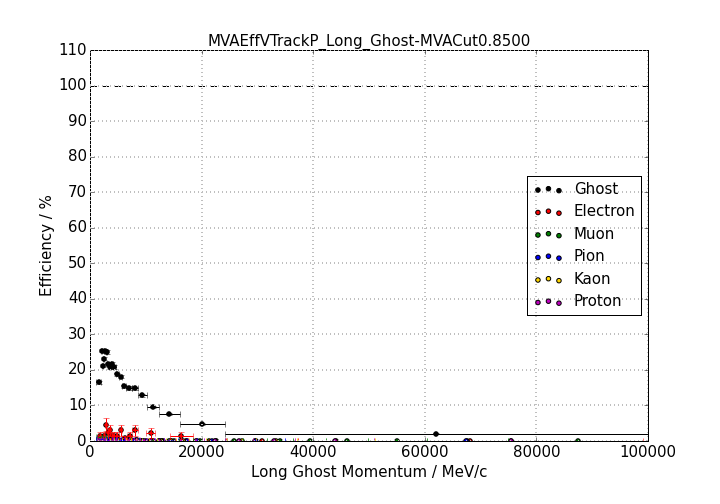 MVAEffVTrackP_Long_Ghost-MVACut0.8500
110
100
90
80
70
60
50
40
30
20
10
0
Efficiency / %
Ghost
Electron
Muon
Pion
Kaon
Proton
0 20000 40000 60000 80000 100000
Long Ghost Momentum / MeV/c